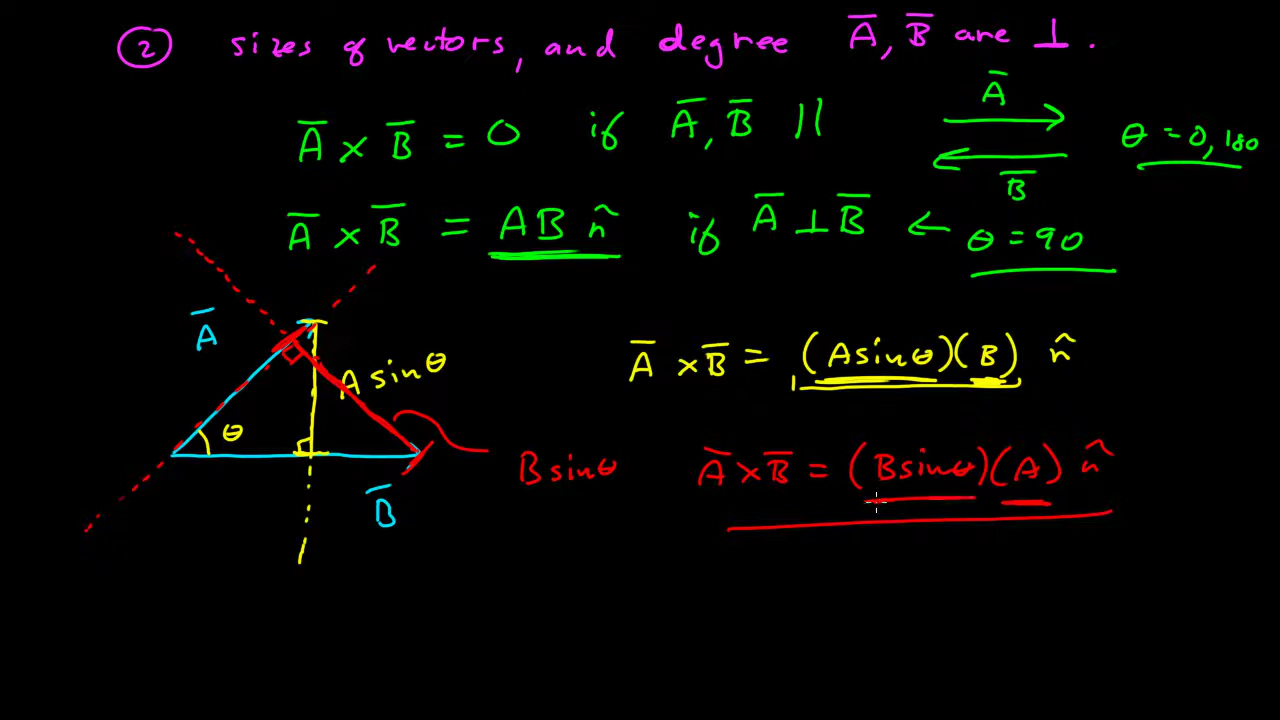 ② sizes of vectors, and degree A̅, B̅ are ⊥.
A̅ × B̅ = 0 if A̅, B̅ ||
A̅
B̅
θ = 0, 180
A̅ × B̅ = AB n̂ if A̅ ⊥ B̅ ← θ = 90
A̅
A sinθ
θ
B̅
B sinθ
A̅ × B̅ = (A sinθ)(B) n̂
A̅ × B̅ = (B sinθ)(A) n̂